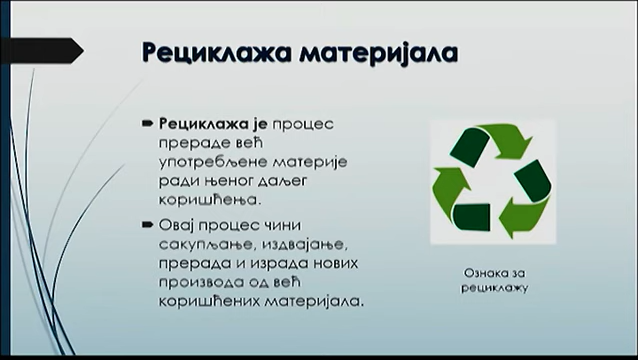 Рециклажа материјала
Рециклажа је процес
прераде већ
употребљене материје
ради њеног даљег
коришћења.
Овај процес чини
сакупљање, издвајање,
прерада и израда нових
производа од већ
коришћених материјала.
Ознака за
рециклажу